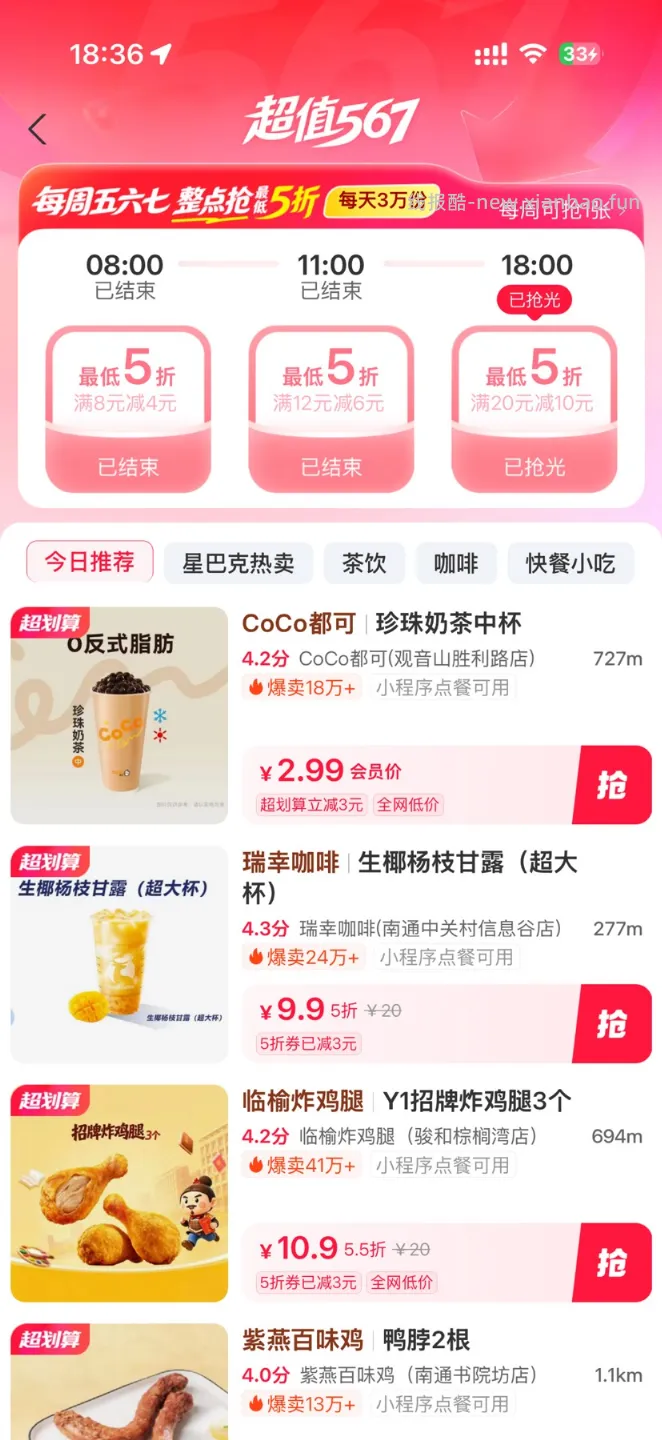 18:36
33
超值567
每周五六七 整点抢最低5折 每天3万份
线报酷-new.xianbao.fun
每周可抢1张
08:00 11:00 18:00
已结束 已结束 已抢光
最低5折 最低5折 最低5折
满8元减4元 满12元减6元 满20元减10元
已结束 已结束 已抢光
今日推荐 星巴克热卖 茶饮 咖啡 快餐小吃
超划算
0反式脂肪
珍珠奶茶 中
CoCo
CoCo都可 | 珍珠奶茶中杯
4.2分 CoCo都可(观音山胜利路店) 727m
爆卖18万+ 小程序点餐可用
¥2.99 会员价
超划算立减3元 全网低价
抢
超划算
生椰杨枝甘露（超大杯）
生椰杨枝甘露（超大杯）
瑞幸咖啡 | 生椰杨枝甘露（超大
杯）
4.3分 瑞幸咖啡(南通中关村信息谷店) 277m
爆卖24万+ 小程序点餐可用
¥9.9 5折 ¥20
5折券已减3元
抢
超划算
招牌炸鸡腿3个
临榆炸鸡腿 | Y1招牌炸鸡腿3个
4.2分 临榆炸鸡腿（骏和棕榈湾店） 694m
爆卖41万+ 小程序点餐可用
¥10.9 5.5折 ¥20
5折券已减3元 全网低价
抢
超划算
紫燕百味鸡 | 鸭脖2根
4.0分 紫燕百味鸡（南通书院坊店） 1.1km
爆卖13万+ 小程序点餐可用